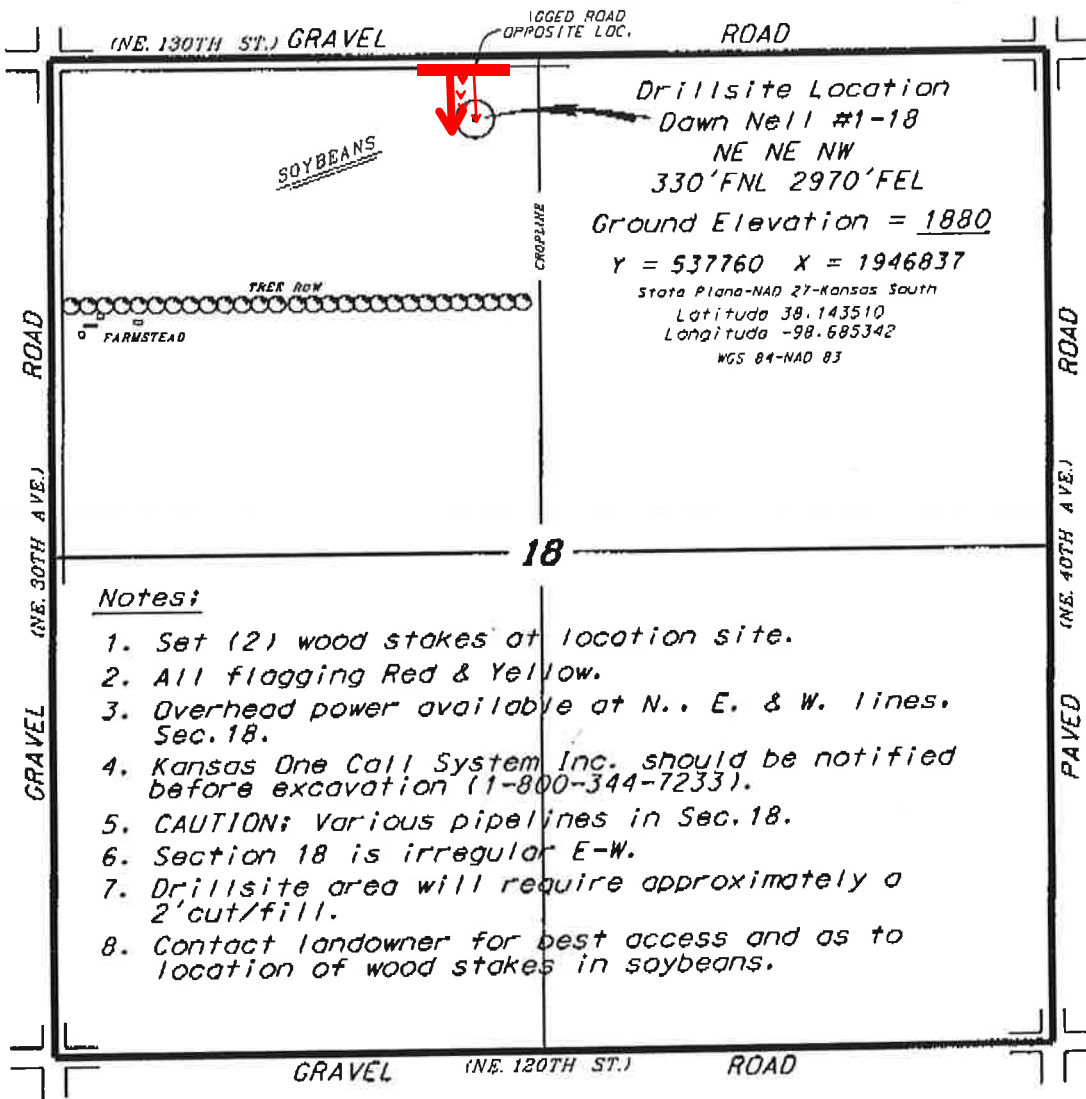 IGGED ROAD
OPPOSITE LOC.
(NE. 130TH ST.) GRAVEL ROAD
Drillsite Location
Dawn Nell #1-18
NE NE NW
330'FNL 2970'FEL
Ground Elevation = 1880
Y = 537760 X = 1946837
State Plane-NAD 27-Kansas South
Latitude 38.143510
Longitude -98.685342
WGS 84-NAD 83
SOYBEANS
CROPLINE
TREE ROW
FARMSTEAD
GRAVEL (NE. 30TH AVE.) ROAD
PAVED (NE. 40TH AVE.) ROAD
18
Notes:
1. Set (2) wood stakes at location site.
2. All flagging Red & Yellow.
3. Overhead power available at N., E. & W. lines,
Sec. 18.
4. Kansas One Call System Inc. should be notified
before excavation (1-800-344-7233).
5. CAUTION: Various pipelines in Sec. 18.
6. Section 18 is irregular E-W.
7. Drillsite area will require approximately a
2'cut/fill.
8. Contact landowner for best access and as to
location of wood stakes in soybeans.
GRAVEL (NE. 120TH ST.) ROAD